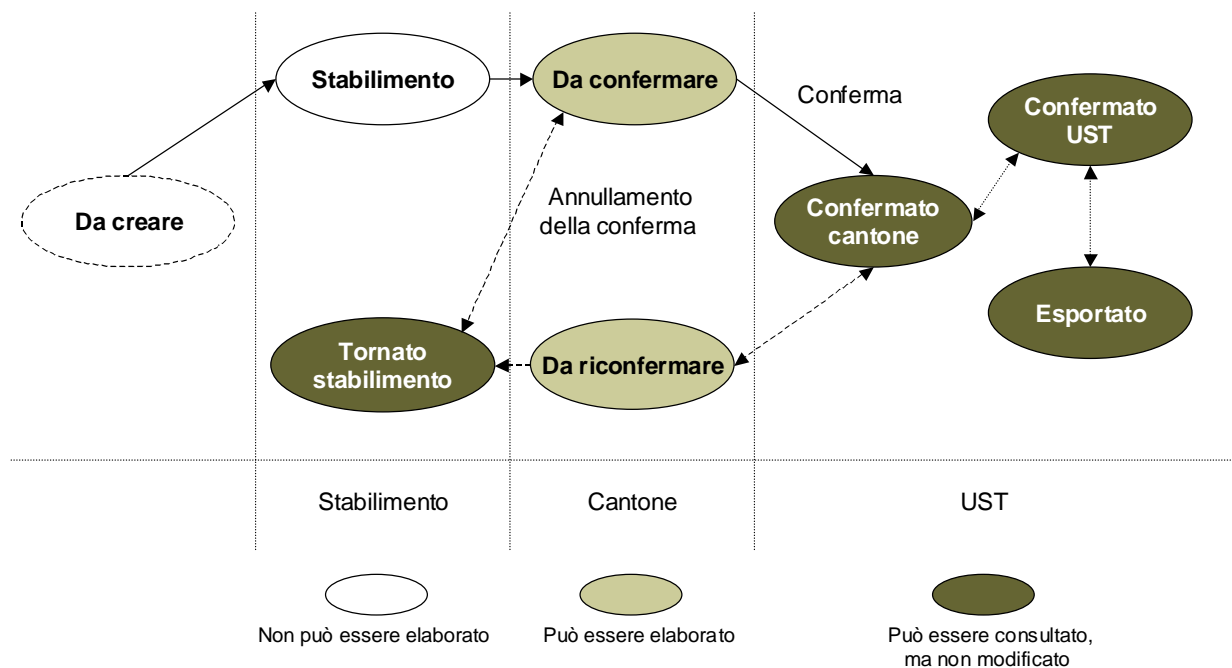 Stabilimento
Da confermare
Conferma
Confermato
UST
Da creare
Annullamento
della conferma
Confermato
cantone
Esportato
Tornato
stabilimento
Da riconfermare
Stabilimento
Cantone
UST
Non può essere elaborato
Può essere elaborato
Può essere consultato,
ma non modificato